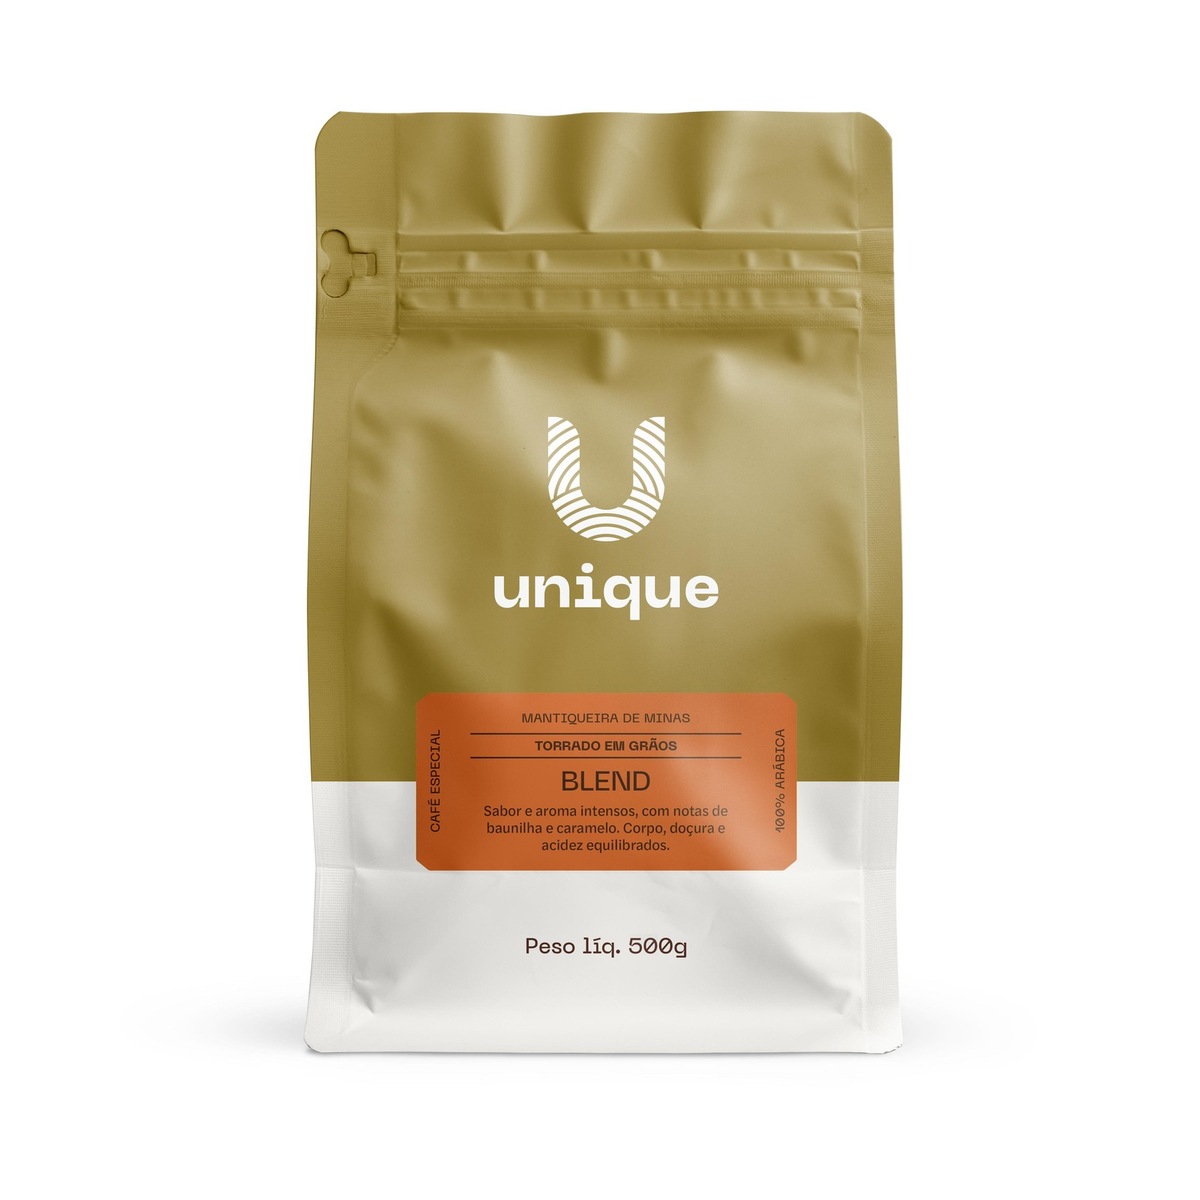 U
unique
MANTIQUEIRA DE MINAS
TORRADO EM GRÃOS
BLEND
Sabor e aroma intensos, com notas de
baunilha e caramelo. Corpo, doçura e
acidez equilibrados.
CAFÉ ESPECIAL
100% ARÁBICA
Peso líq. 500g